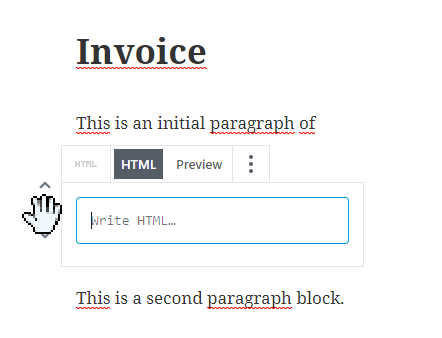 Invoice
This is an initial paragraph of
HTML HTML Preview
Write HTML…
This is a second paragraph block.